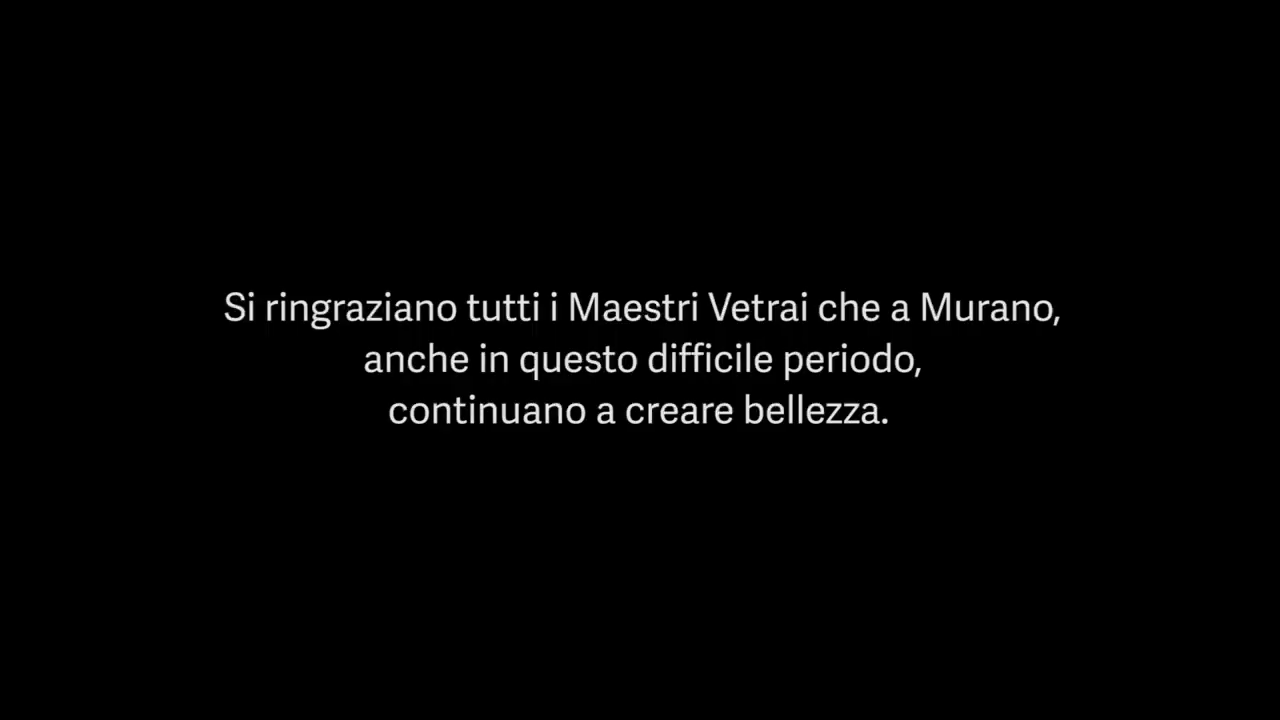 Si ringraziano tutti i Maestri Vetrai che a Murano,
anche in questo difficile periodo,
continuano a creare bellezza.